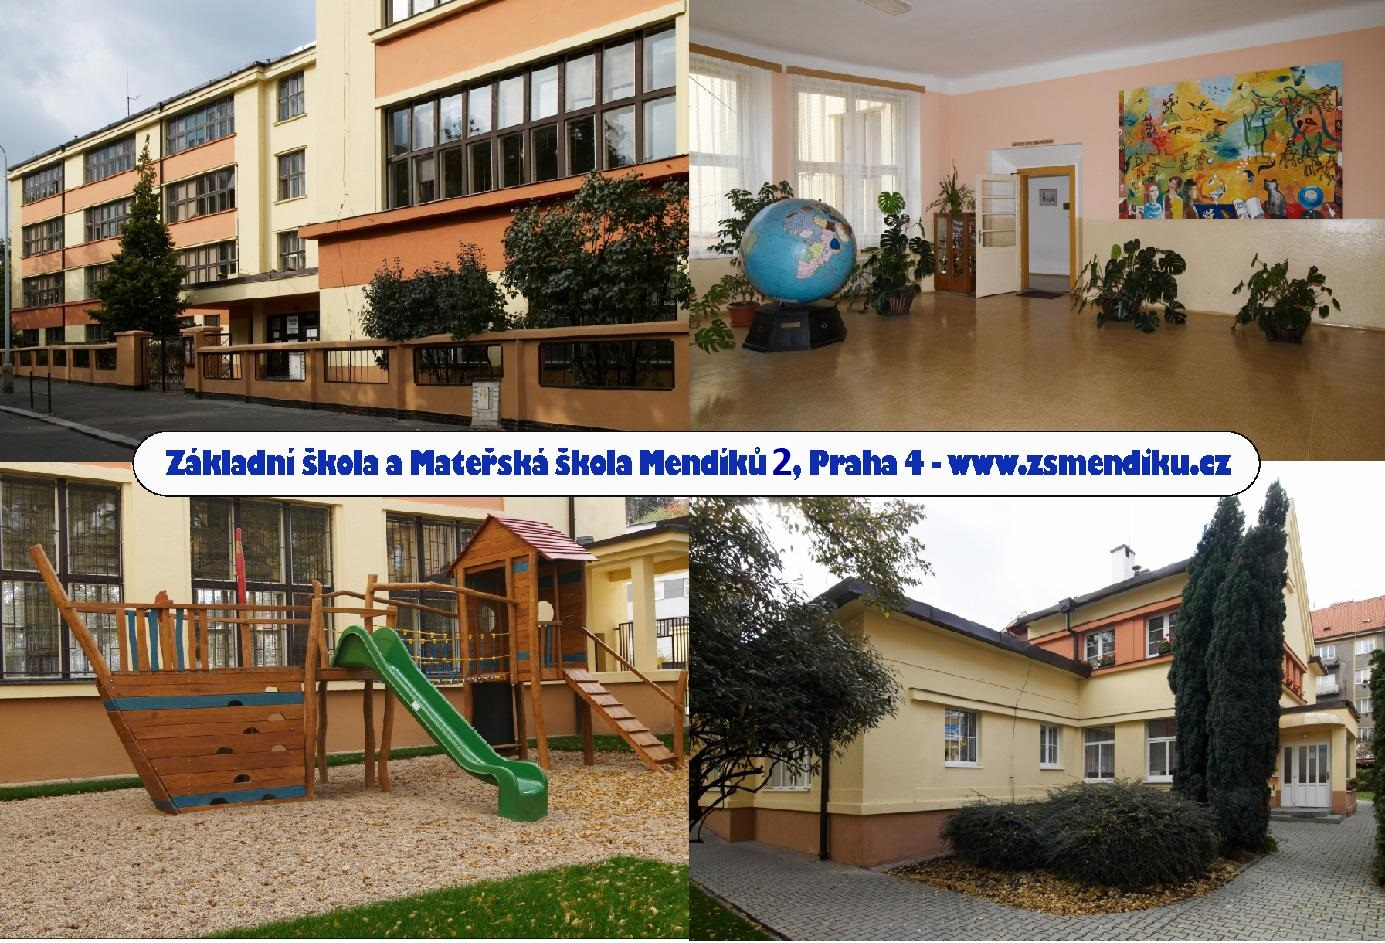 Základní škola a Mateřská škola Mendíků 2, Praha 4 - www.zsmendiku.cz